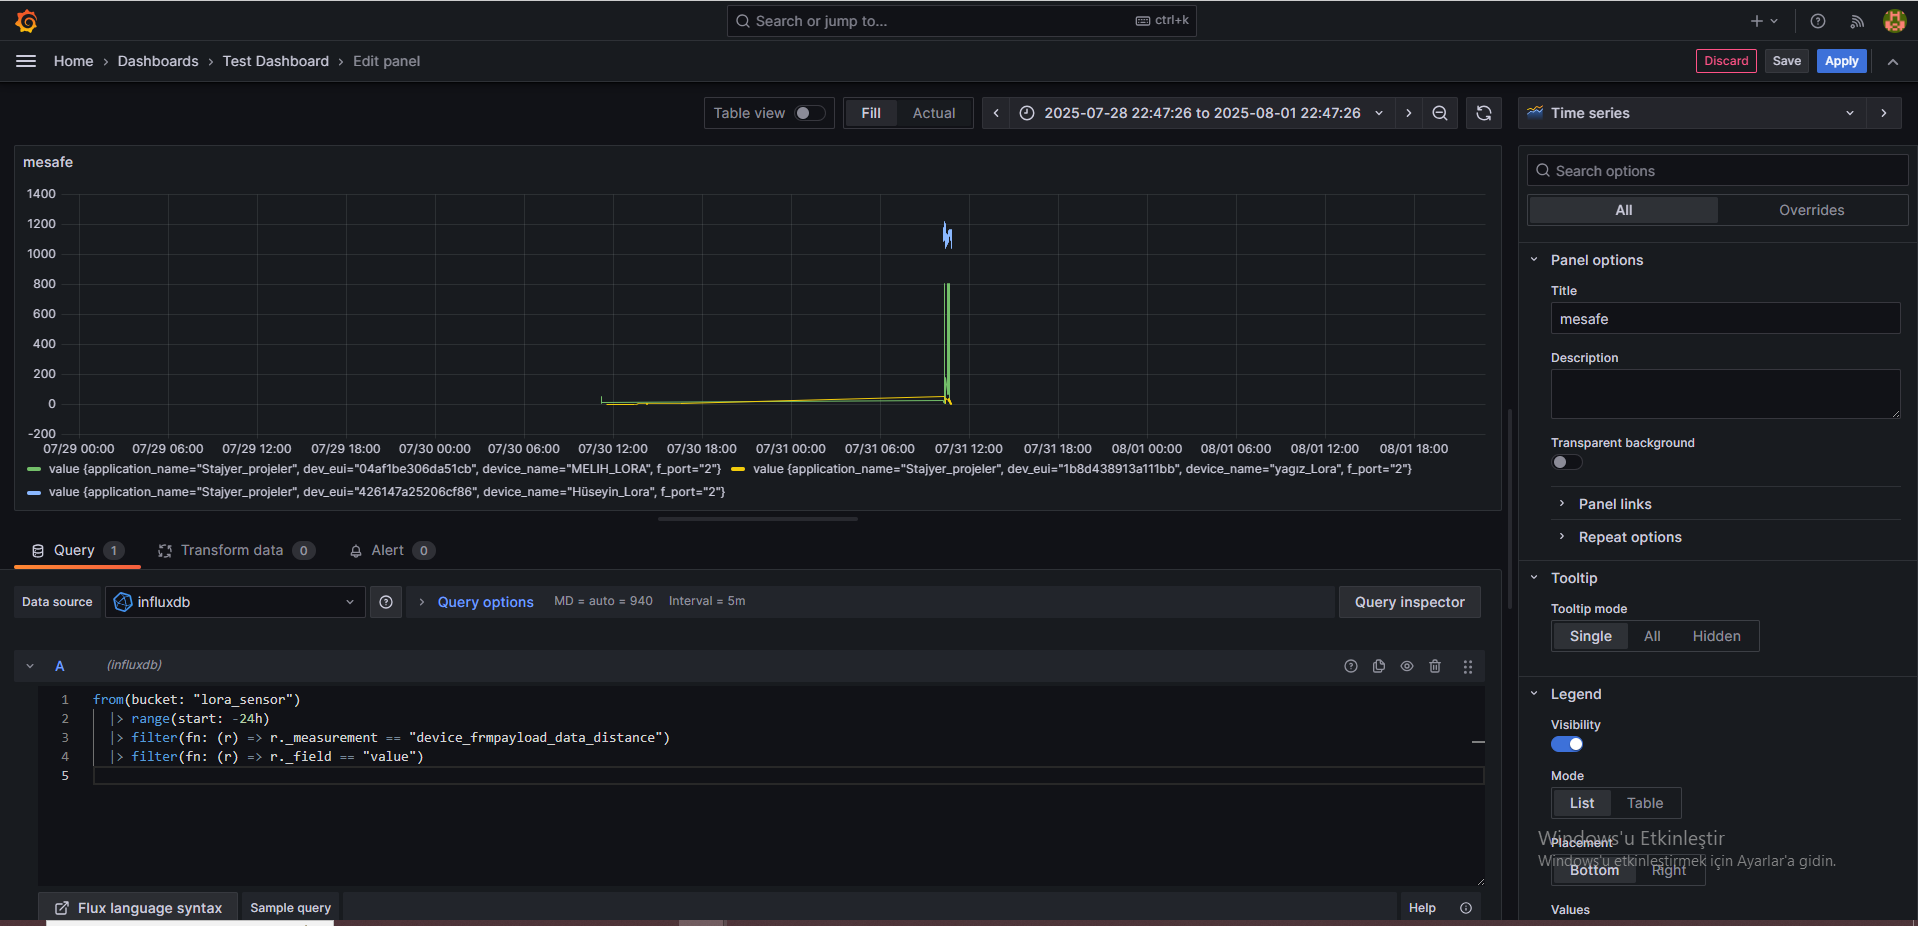 Search or jump to...
ctrl+k
Home › Dashboards › Test Dashboard › Edit panel
Discard
Save
Apply
Table view
Fill
Actual
2025-07-28 22:47:26 to 2025-08-01 22:47:26
Time series
mesafe
1400
1200
1000
800
600
400
200
0
-200
07/29 00:00 07/29 06:00 07/29 12:00 07/29 18:00 07/30 00:00 07/30 06:00 07/30 12:00 07/30 18:00 07/31 00:00 07/31 06:00 07/31 12:00 07/31 18:00 08/01 00:00 08/01 06:00 08/01 12:00 08/01 18:00
value {application_name="Stajyer_projeler", dev_eui="04af1be306da51cb", device_name="MELIH_LORA", f_port="2"}
value {application_name="Stajyer_projeler", dev_eui="1b8d438913a111bb", device_name="yagız_Lora", f_port="2"}
value {application_name="Stajyer_projeler", dev_eui="426147a25206cf86", device_name="Hüseyin_Lora", f_port="2"}
Query 1
Transform data 0
Alert 0
Data source
influxdb
Query options
MD = auto = 940
Interval = 5m
Query inspector
A
(influxdb)
1 from(bucket: "lora_sensor")
2 |> range(start: -24h)
3 |> filter(fn: (r) => r._measurement == "device_frmpayload_data_distance")
4 |> filter(fn: (r) => r._field == "value")
5
Flux language syntax
Sample query
Help
Search options
All
Overrides
Panel options
Title
mesafe
Description
Transparent background
Panel links
Repeat options
Tooltip
Tooltip mode
Single
All
Hidden
Legend
Visibility
Mode
List
Table
Windows'u Etkinleştir
Placement
Windows'u etkinleştirmek için Ayarlar'a gidin.
Bottom
Right
Values